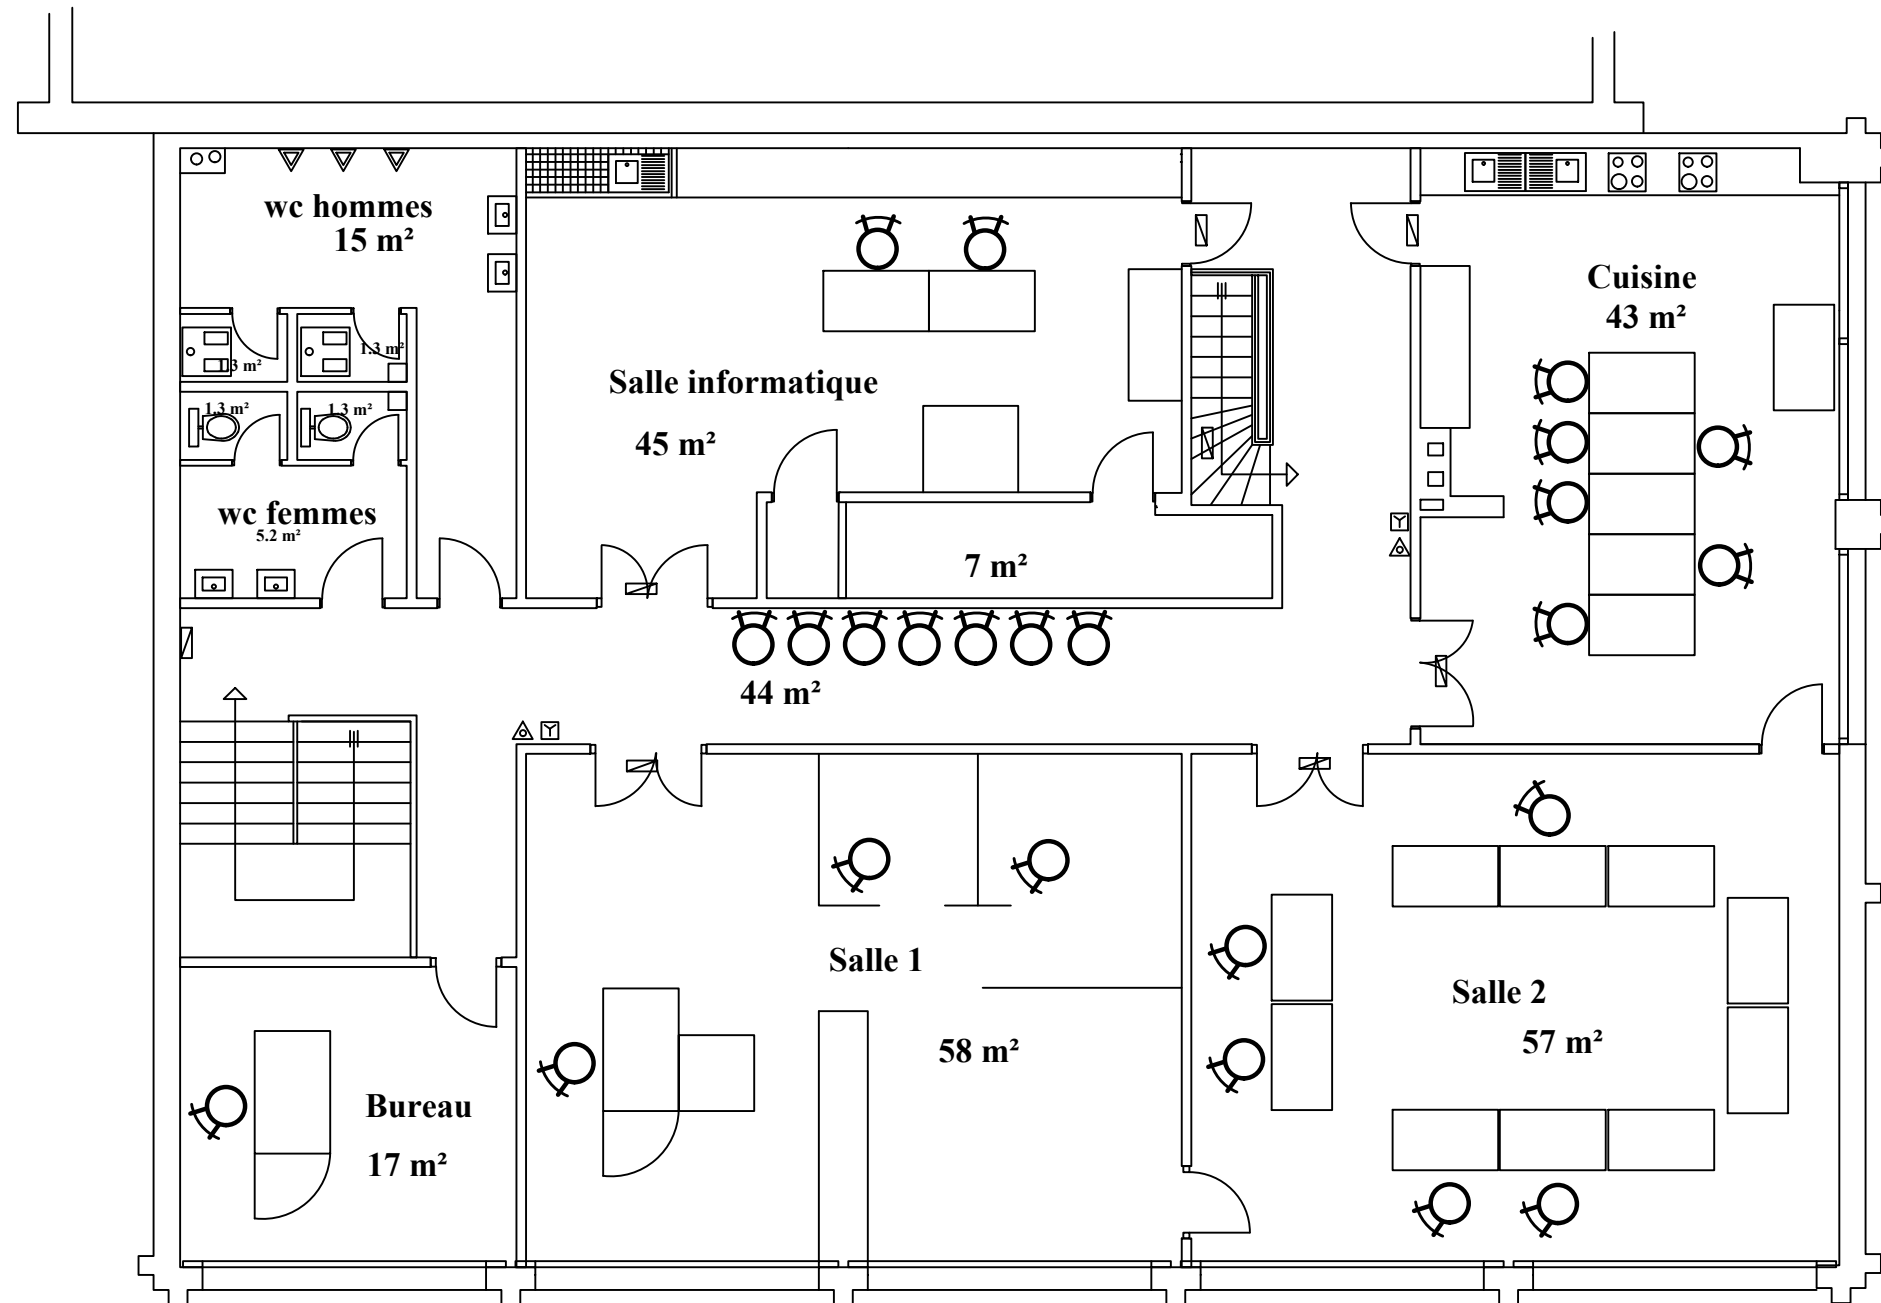 wc hommes
15 m²
1.3 m²
1.3 m²
1.3 m²
1.3 m²
wc femmes
5.2 m²
Salle informatique
45 m²
7 m²
Cuisine
43 m²
44 m²
Salle 1
58 m²
Salle 2
57 m²
Bureau
17 m²